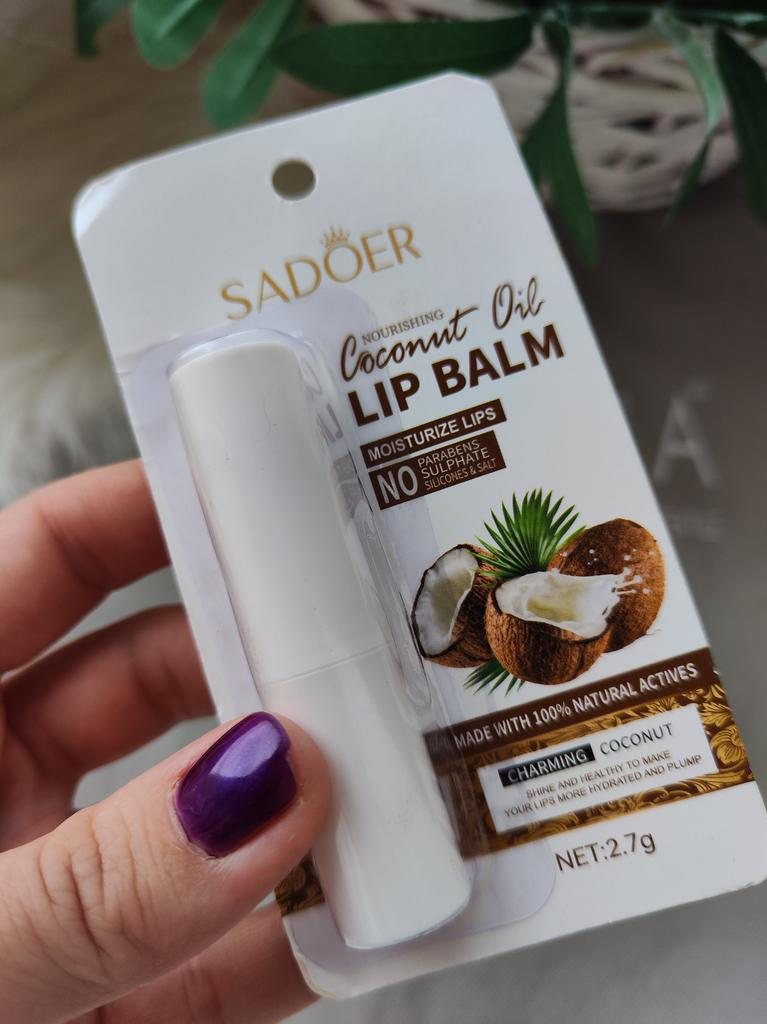 SADOER
NOURISHING
Coconut Oil
LIP BALM
MOISTURIZE LIPS
NO
PARABENS
SULPHATE
SILICONES & SALT
MADE WITH 100% NATURAL ACTIVES
CHARMING COCONUT
SHINE AND HEALTHY TO MAKE
YOUR LIPS MORE HYDRATED AND PLUMP
NET:2.7g